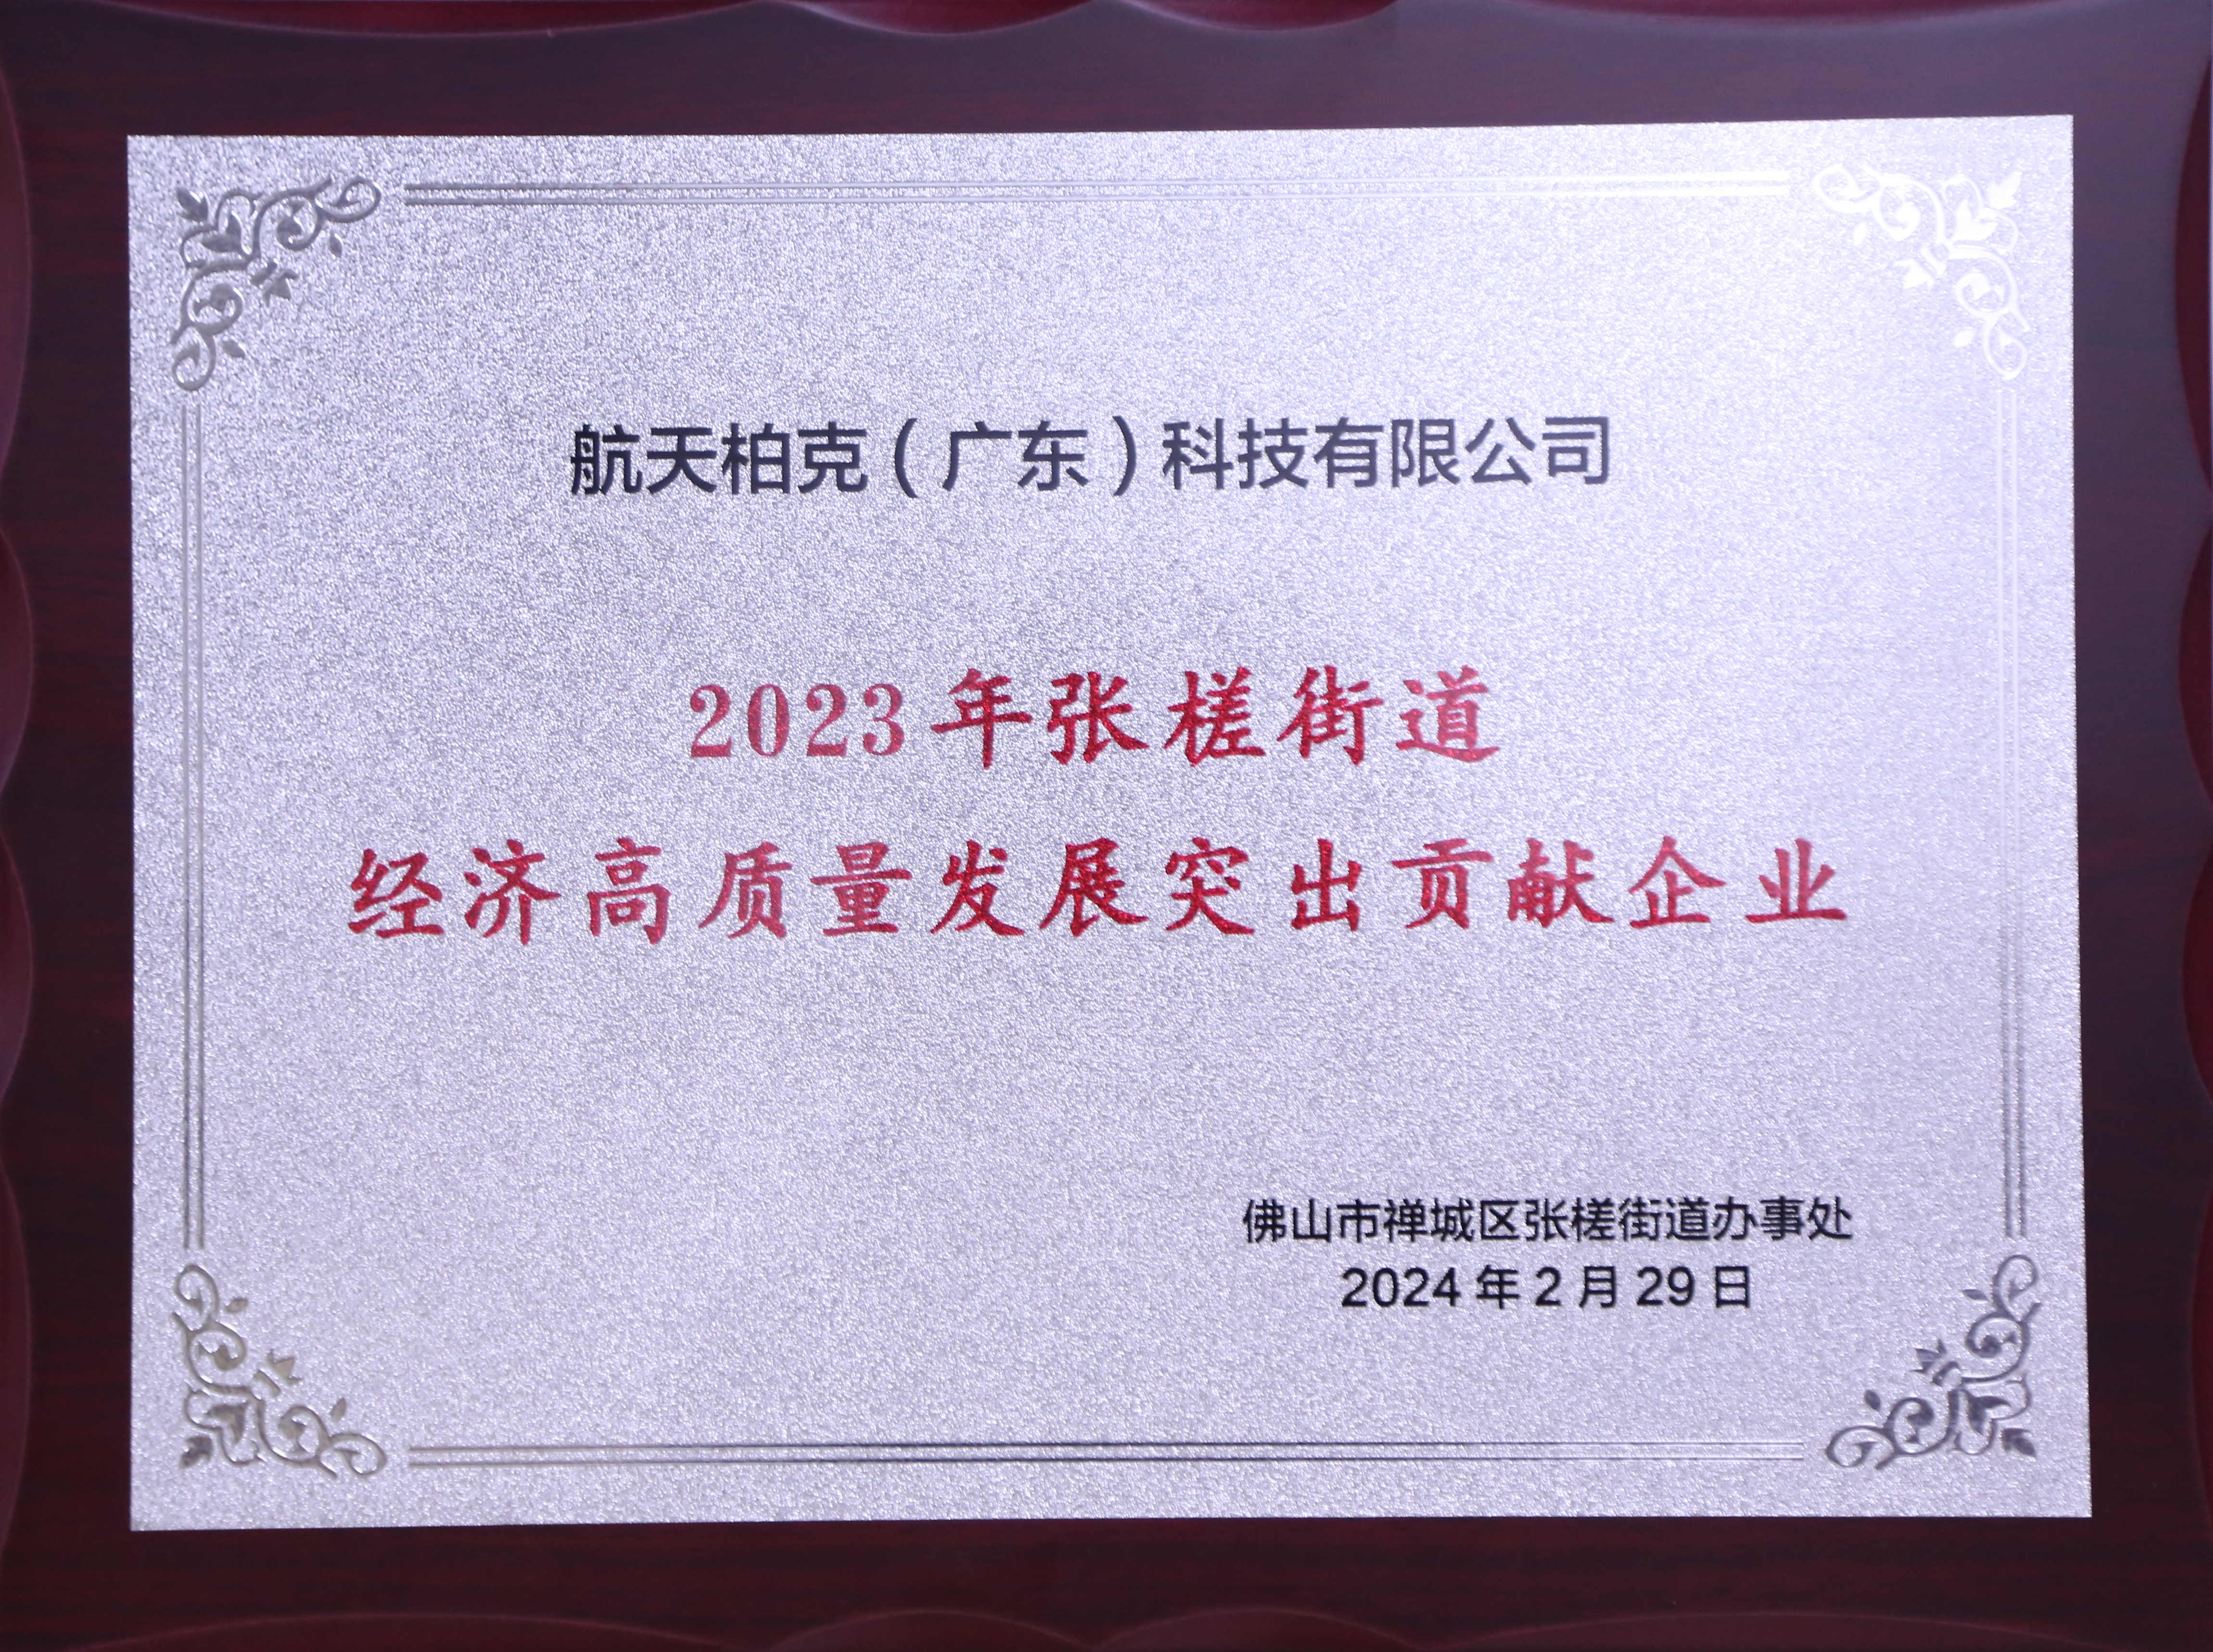 航天柏克（广东）科技有限公司
2023年张槎街道
经济高质量发展突出贡献企业
佛山市禅城区张槎街道办事处
2024年2月29日